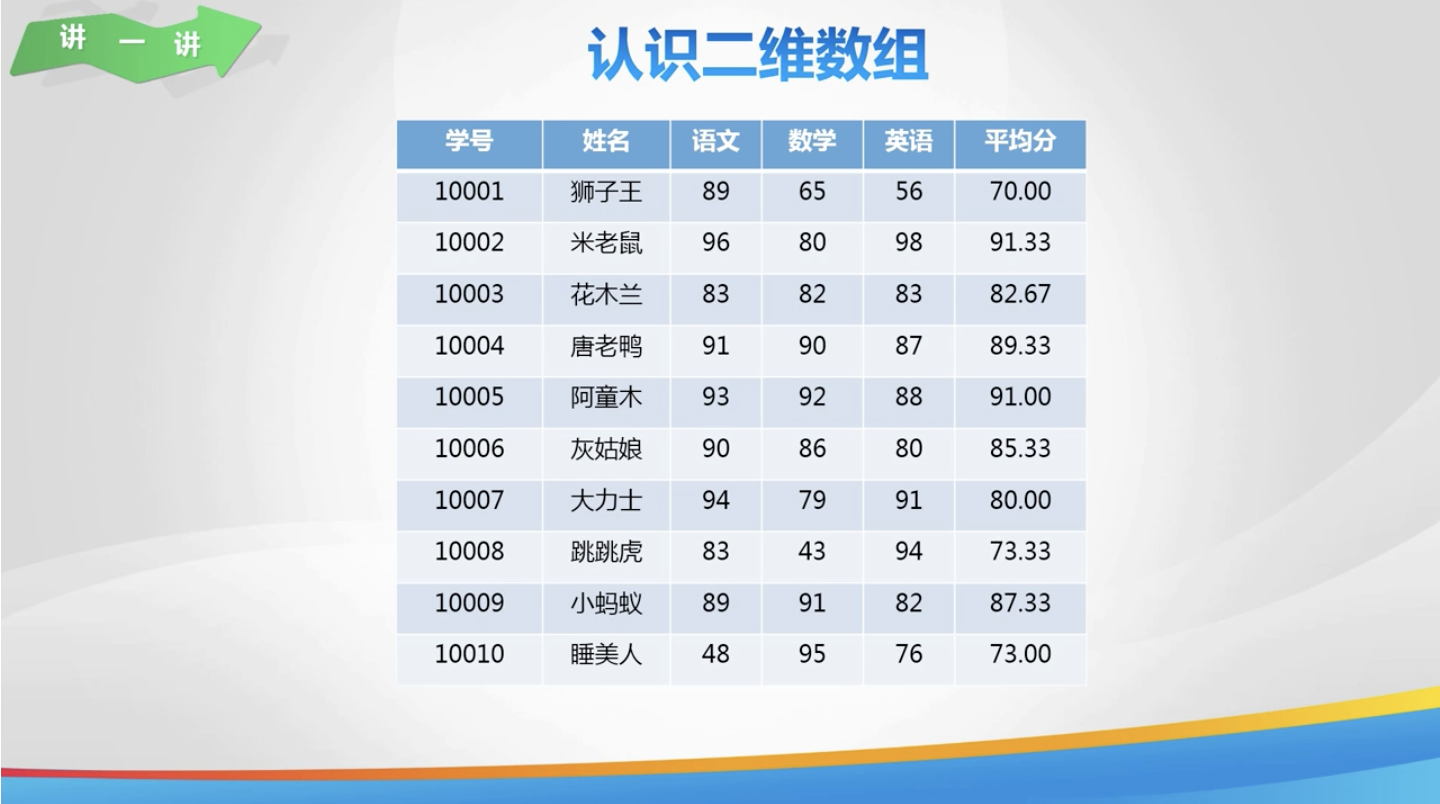 讲一讲
认识二维数组
学号 姓名 语文 数学 英语 平均分
10001 狮子王 89 65 56 70.00
10002 米老鼠 96 80 98 91.33
10003 花木兰 83 82 83 82.67
10004 唐老鸭 91 90 87 89.33
10005 阿童木 93 92 88 91.00
10006 灰姑娘 90 86 80 85.33
10007 大力士 94 79 91 80.00
10008 跳跳虎 83 43 94 73.33
10009 小蚂蚁 89 91 82 87.33
10010 睡美人 48 95 76 73.00